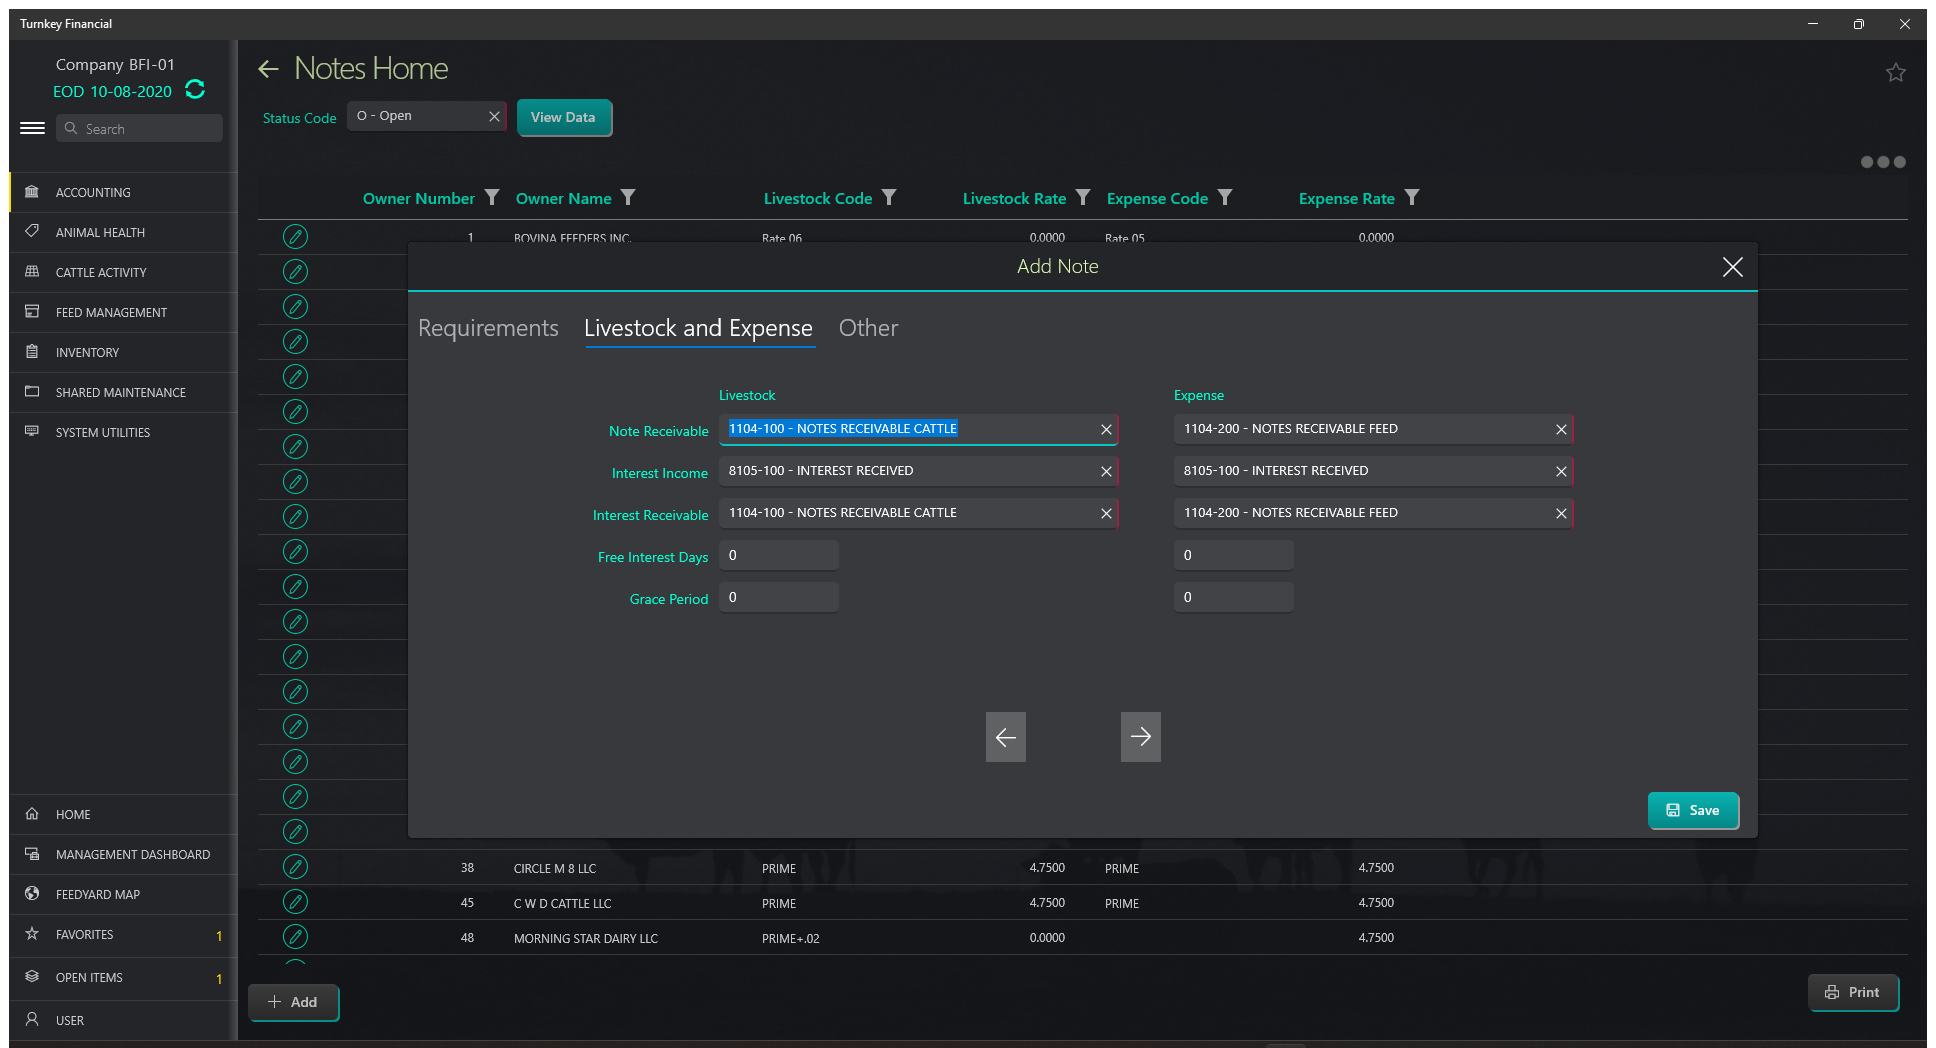 Turnkey Financial
Company BFI-01
EOD 10-08-2020
Search
ACCOUNTING
ANIMAL HEALTH
CATTLE ACTIVITY
FEED MANAGEMENT
INVENTORY
SHARED MAINTENANCE
SYSTEM UTILITIES
HOME
MANAGEMENT DASHBOARD
FEEDYARD MAP
FAVORITES 1
OPEN ITEMS 1
USER
Notes Home
Status Code O - Open View Data
Owner Number Owner Name Livestock Code Livestock Rate Expense Code Expense Rate
1 BOVINA FEEDERS INC. Rate 06 0.0000 Rate 05 0.0000
Add Note
Requirements Livestock and Expense Other
Livestock Expense
Note Receivable 1104-100 - NOTES RECEIVABLE CATTLE 1104-200 - NOTES RECEIVABLE FEED
Interest Income 8105-100 - INTEREST RECEIVED 8105-100 - INTEREST RECEIVED
Interest Receivable 1104-100 - NOTES RECEIVABLE CATTLE 1104-200 - NOTES RECEIVABLE FEED
Free Interest Days 0 0
Grace Period 0 0
Save
38 CIRCLE M 8 LLC PRIME 4.7500 PRIME 4.7500
45 C W D CATTLE LLC PRIME 4.7500 PRIME 4.7500
48 MORNING STAR DAIRY LLC PRIME+.02 0.0000 4.7500
Add
Print